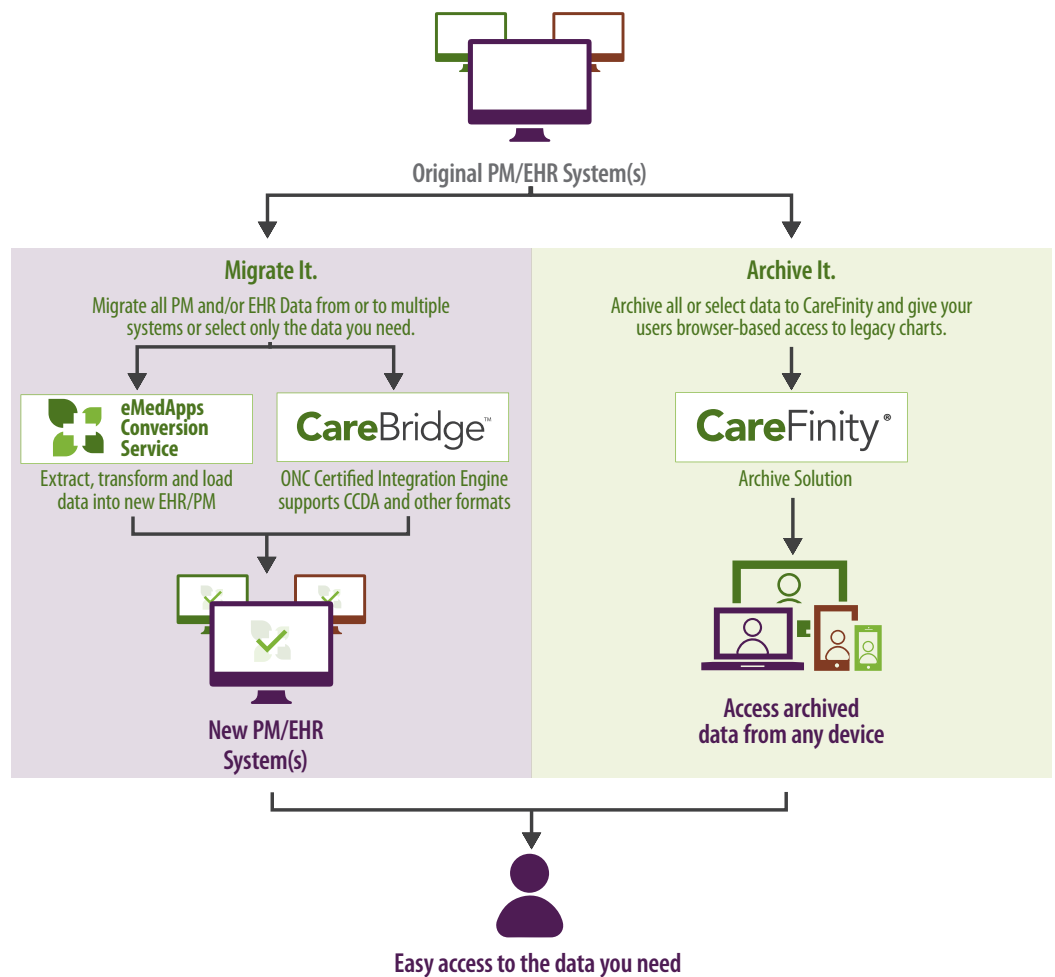 Original PM/EHR System(s)
Migrate It.
Migrate all PM and/or EHR Data from or to multiple
systems or select only the data you need.
eMedApps
Conversion
Service
Extract, transform and load
data into new EHR/PM
CareBridge™
ONC Certified Integration Engine
supports CCDA and other formats
New PM/EHR
System(s)
Archive It.
Archive all or select data to CareFinity and give your
users browser-based access to legacy charts.
CareFinity®
Archive Solution
Access archived
data from any device
Easy access to the data you need